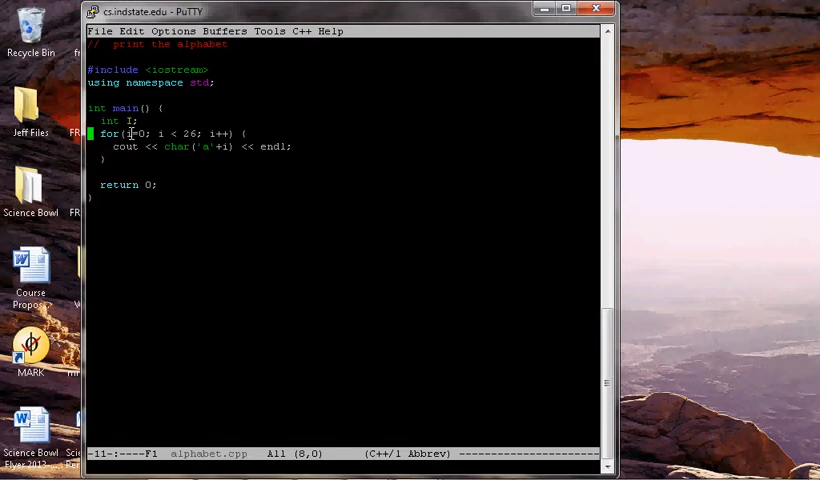 cs.indstate.edu - PuTTY
File Edit Options Buffers Tools C++ Help
// print the alphabet
#include <iostream>
using namespace std;
int main() {
int I;
for(i=0; i < 26; i++) {
cout << char('a'+i) << endl;
}
return 0;
}
-11-:----F1 alphabet.cpp All (8,0) (C++/l Abbrev) --------------------
Recycle Bin
Jeff Files
Science Bowl
Course
Propos...
MARK
Science Bowl
Flyer 2013-...